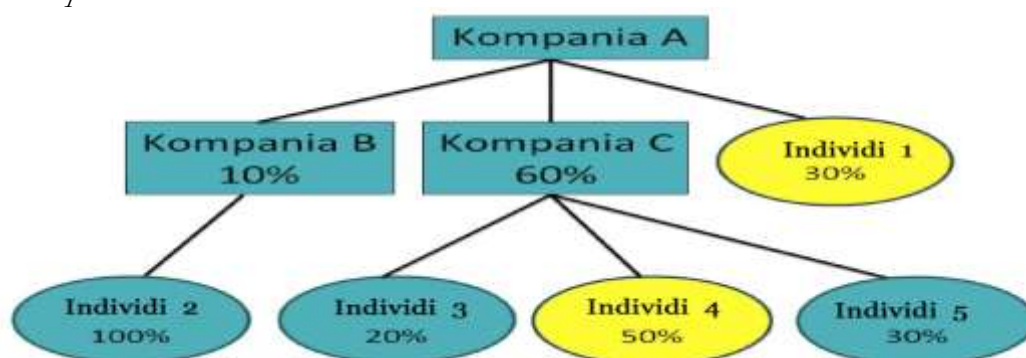 Kompania A
Kompania B
10%
Kompania C
60%
Individi 1
30%
Individi 2
100%
Individi 3
20%
Individi 4
50%
Individi 5
30%